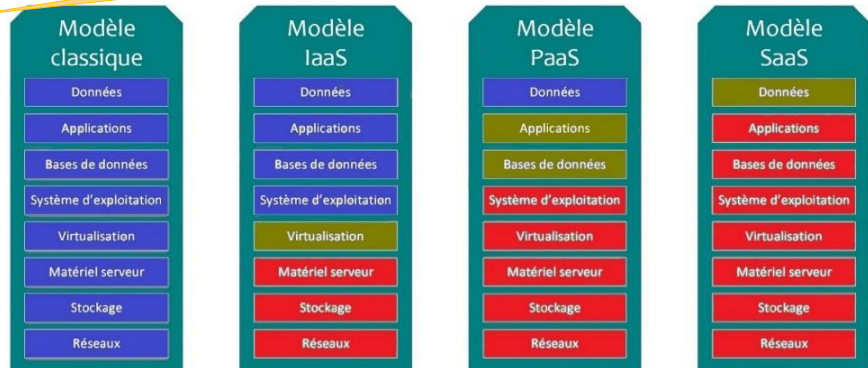 Modèle
classique
Données
Applications
Bases de données
Système d'exploitation
Virtualisation
Matériel serveur
Stockage
Réseaux
Modèle
IaaS
Données
Applications
Bases de données
Système d'exploitation
Virtualisation
Matériel serveur
Stockage
Réseaux
Modèle
PaaS
Données
Applications
Bases de données
Système d'exploitation
Virtualisation
Matériel serveur
Stockage
Réseaux
Modèle
SaaS
Données
Applications
Bases de données
Système d'exploitation
Virtualisation
Matériel serveur
Stockage
Réseaux